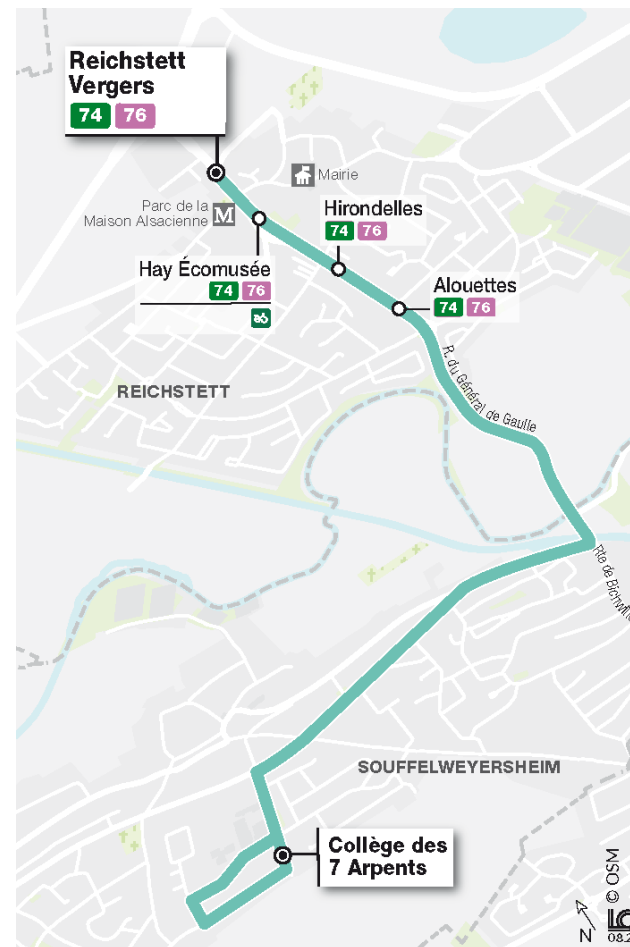 Reichstett
Vergers
74 76
Mairie
Parc de la
Maison Alsacienne
M
Hirondelles
74 76
Hay Écomusée
74 76
Alouettes
74 76
R. du Général de Gaulle
REICHSTETT
Rte de
SOUFFELWEYERSHEIM
Collège des
7 Arpents
N
© OSM